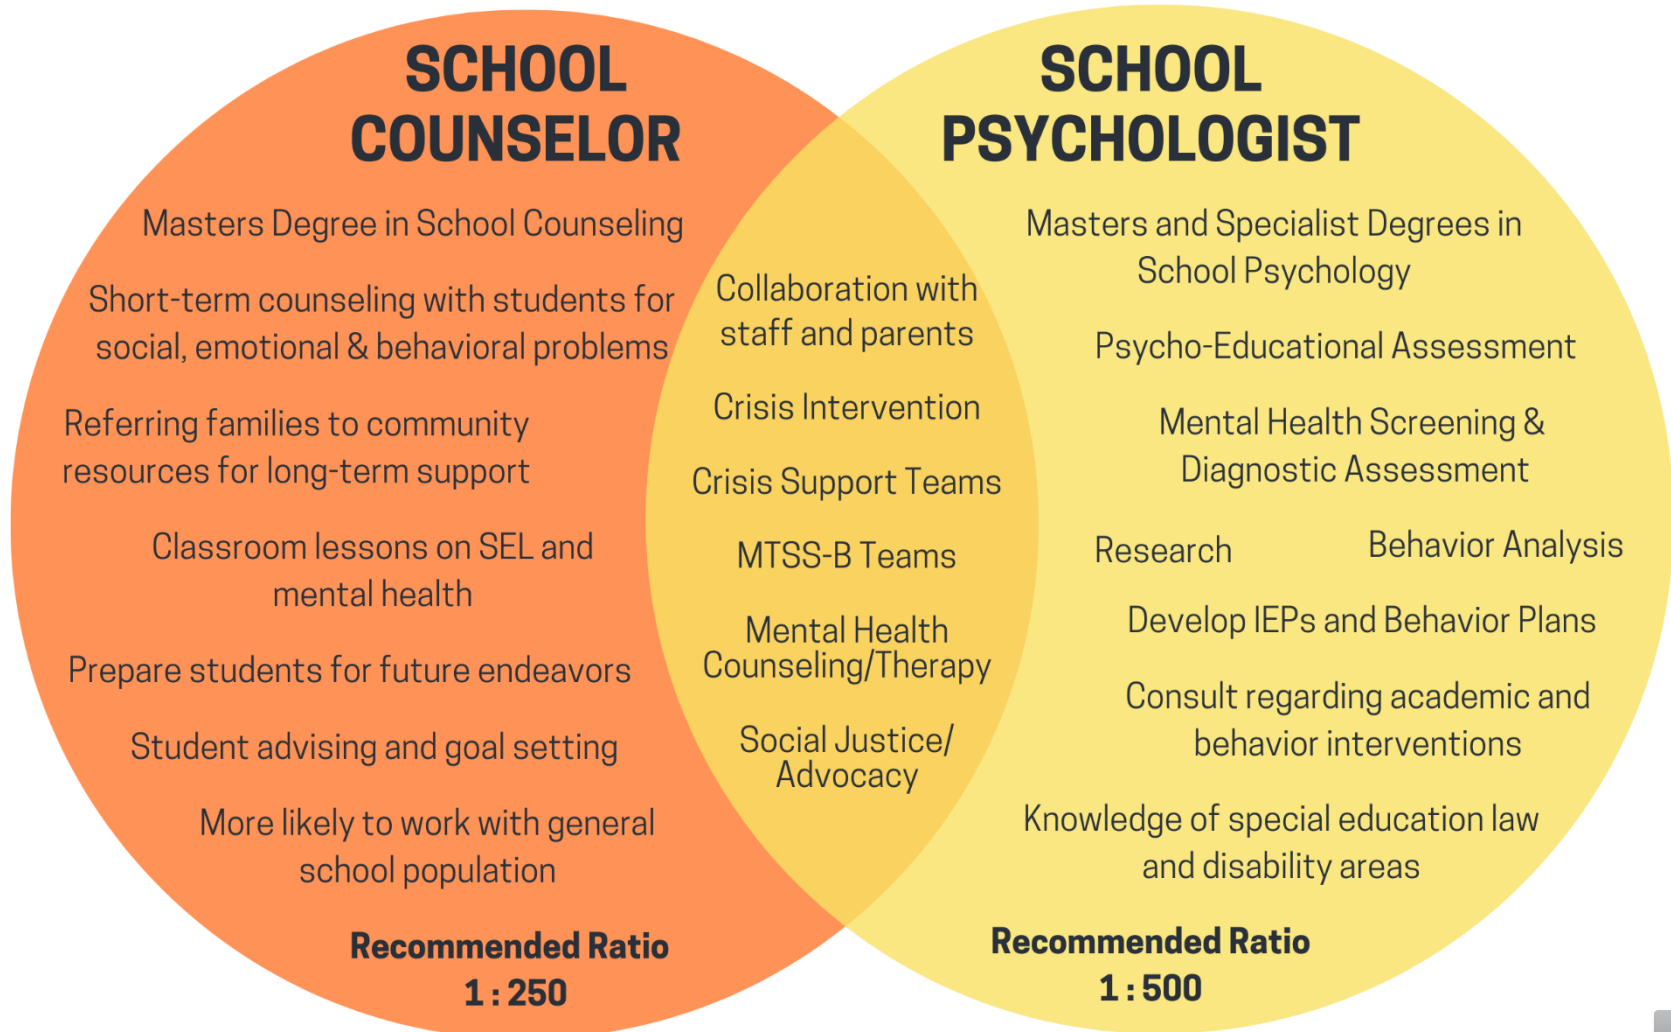 SCHOOL
COUNSELOR
Masters Degree in School Counseling
Short-term counseling with students for
social, emotional & behavioral problems
Referring families to community
resources for long-term support
Classroom lessons on SEL and
mental health
Prepare students for future endeavors
Student advising and goal setting
More likely to work with general
school population
Recommended Ratio
1 : 250
Collaboration with
staff and parents
Crisis Intervention
Crisis Support Teams
MTSS-B Teams
Mental Health
Counseling/Therapy
Social Justice/
Advocacy
SCHOOL
PSYCHOLOGIST
Masters and Specialist Degrees in
School Psychology
Psycho-Educational Assessment
Mental Health Screening &
Diagnostic Assessment
Research
Behavior Analysis
Develop IEPs and Behavior Plans
Consult regarding academic and
behavior interventions
Knowledge of special education law
and disability areas
Recommended Ratio
1 : 500